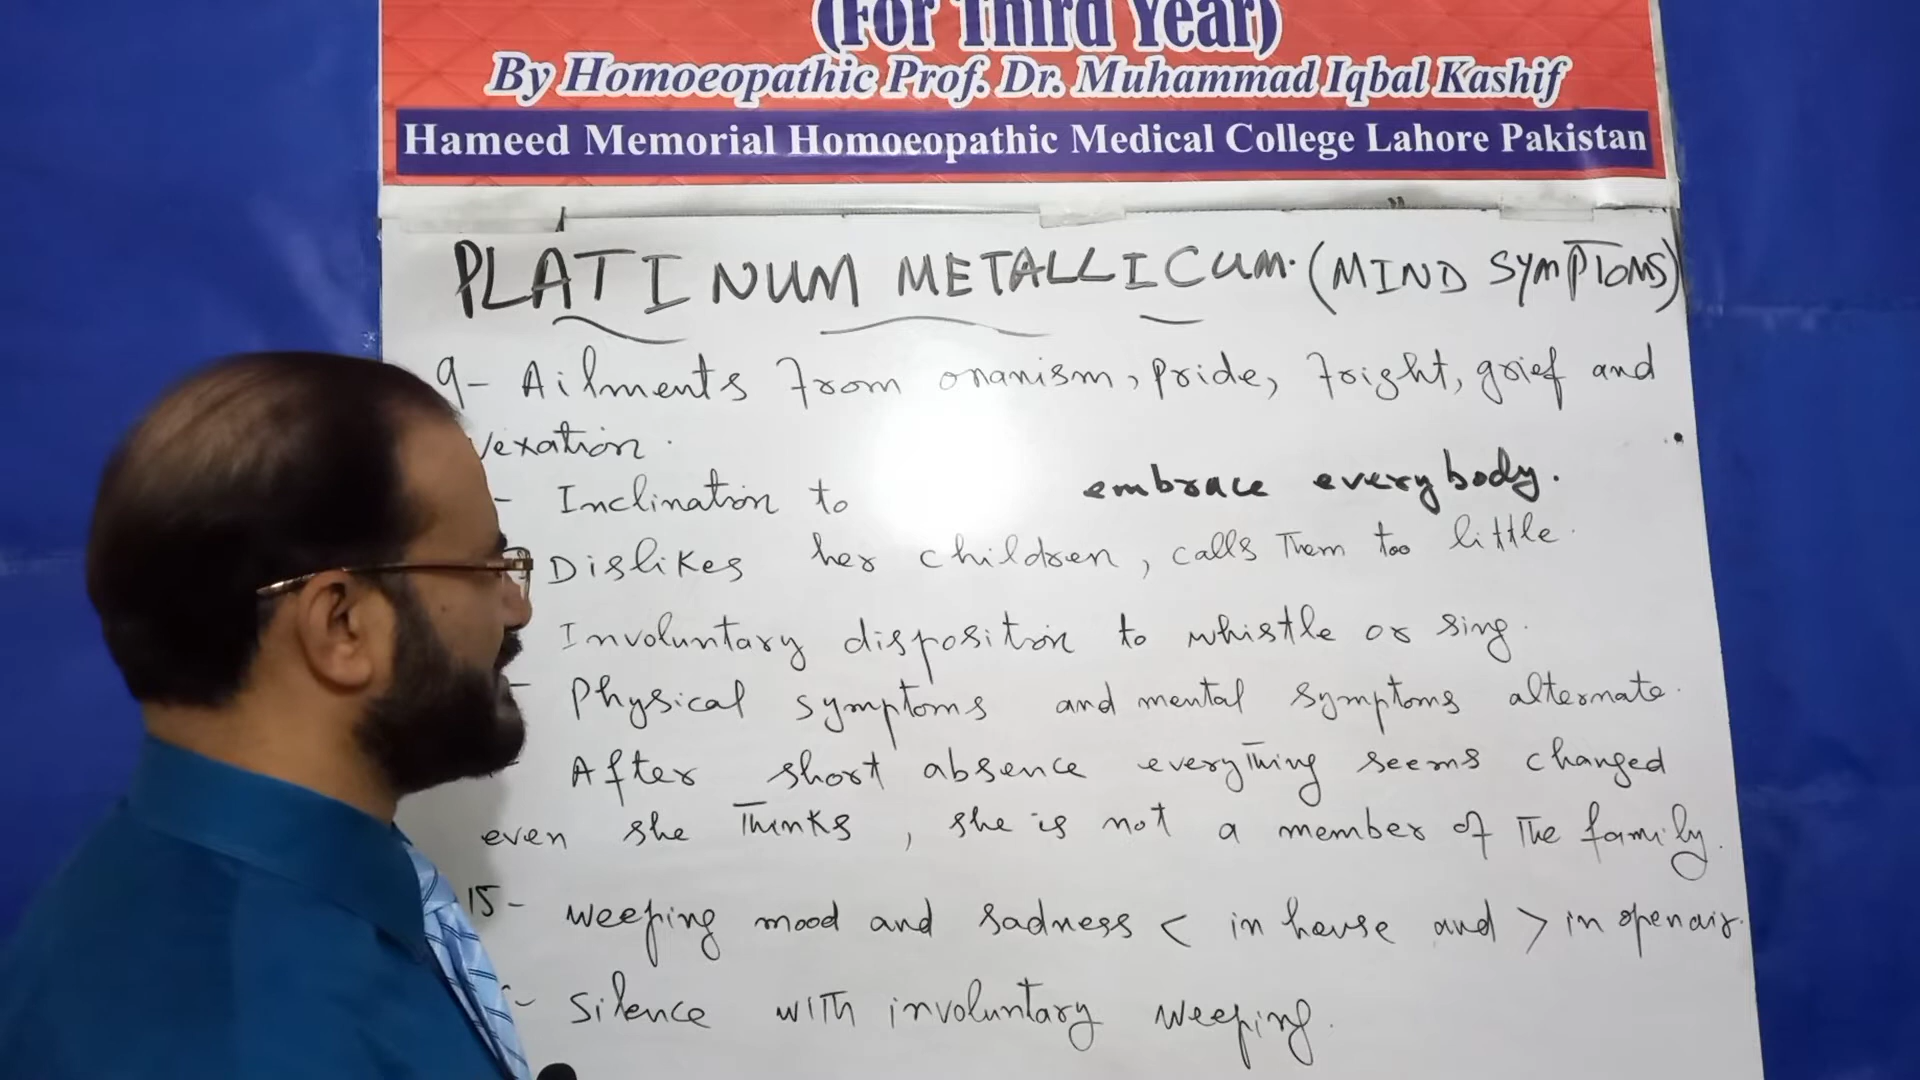 (For Third Year)
By Homoeopathic Prof. Dr. Muhammad Iqbal Kashif
Hameed Memorial Homoeopathic Medical College Lahore Pakistan
PLATINUM METALLICUM. (MIND SYMPTOMS)
9- Ailments from onanism, pride, fright, grief and
vexation.
- Inclination to embrace everybody.
Dislikes her children, calls them too little.
Involuntary disposition to whistle or sing.
- Physical symptoms and mental symptoms alternate.
- After short absence everything seems changed
even she thinks, she is not a member of the family.
15- Weeping mood and sadness < in house and > in open air.
- Silence with involuntary weeping.